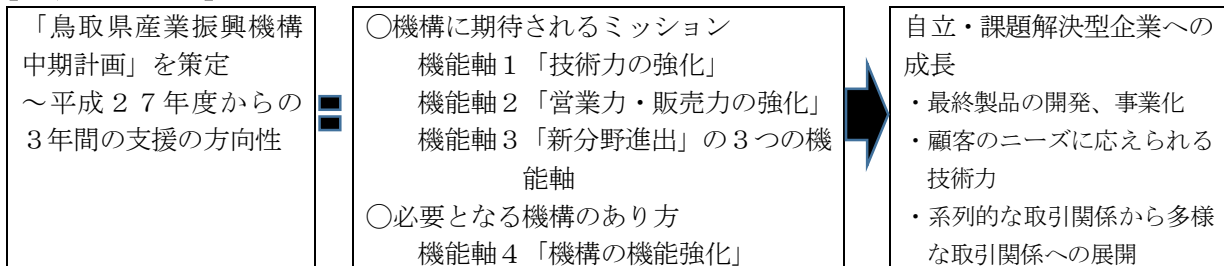 「鳥取県産業振興機構
中期計画」を策定
～平成２７年度からの
３年間の支援の方向性
○機構に期待されるミッション
機能軸１「技術力の強化」
機能軸２「営業力・販売力の強化」
機能軸３「新分野進出」の３つの機
能軸
○必要となる機構のあり方
機能軸４「機構の機能強化」
自立・課題解決型企業への
成長
・最終製品の開発、事業化
・顧客のニーズに応えられる
技術力
・系列的な取引関係から多様
な取引関係への展開